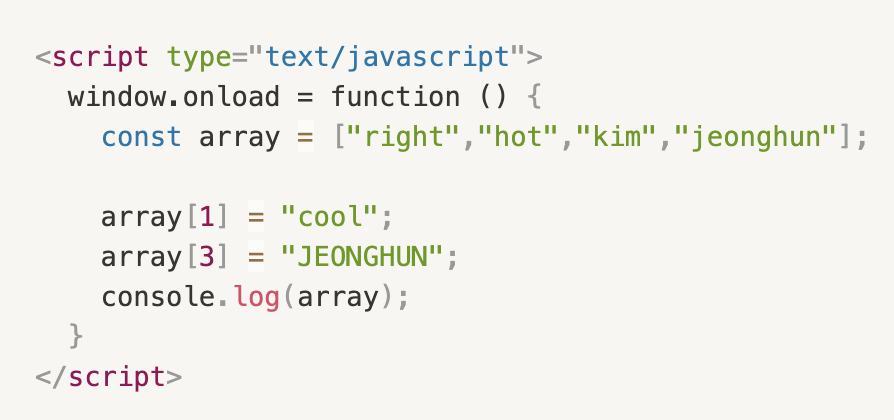 <script type="text/javascript">
  window.onload = function () {
    const array = ["right","hot","kim","jeonghun"];

    array[1] = "cool";
    array[3] = "JEONGHUN";
    console.log(array);
  }
</script>